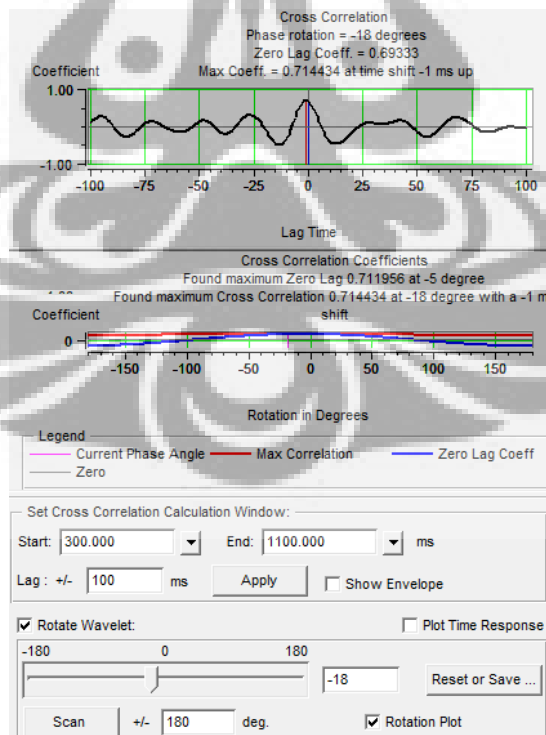 Cross Correlation
Phase rotation = -18 degrees
Zero Lag Coeff. = 0.69333
Coefficient Max Coeff. = 0.714434 at time shift -1 ms up
1.00
-1.00
-100 -75 -50 -25 0 25 50 75 100
Lag Time
Cross Correlation Coefficients
Found maximum Zero Lag 0.711956 at -5 degree
Found maximum Cross Correlation 0.714434 at -18 degree with a -1 m
Coefficient shift
0
-150 -100 -50 0 50 100 150
Rotation in Degrees
Legend
Current Phase Angle Max Correlation Zero Lag Coeff
Zero
Set Cross Correlation Calculation Window:
Start: 300.000 End: 1100.000 ms
Lag : +/- 100 ms Apply Show Envelope
Rotate Wavelet: Plot Time Response
-180 0 180
-18 Reset or Save ...
Scan +/- 180 deg. Rotation Plot